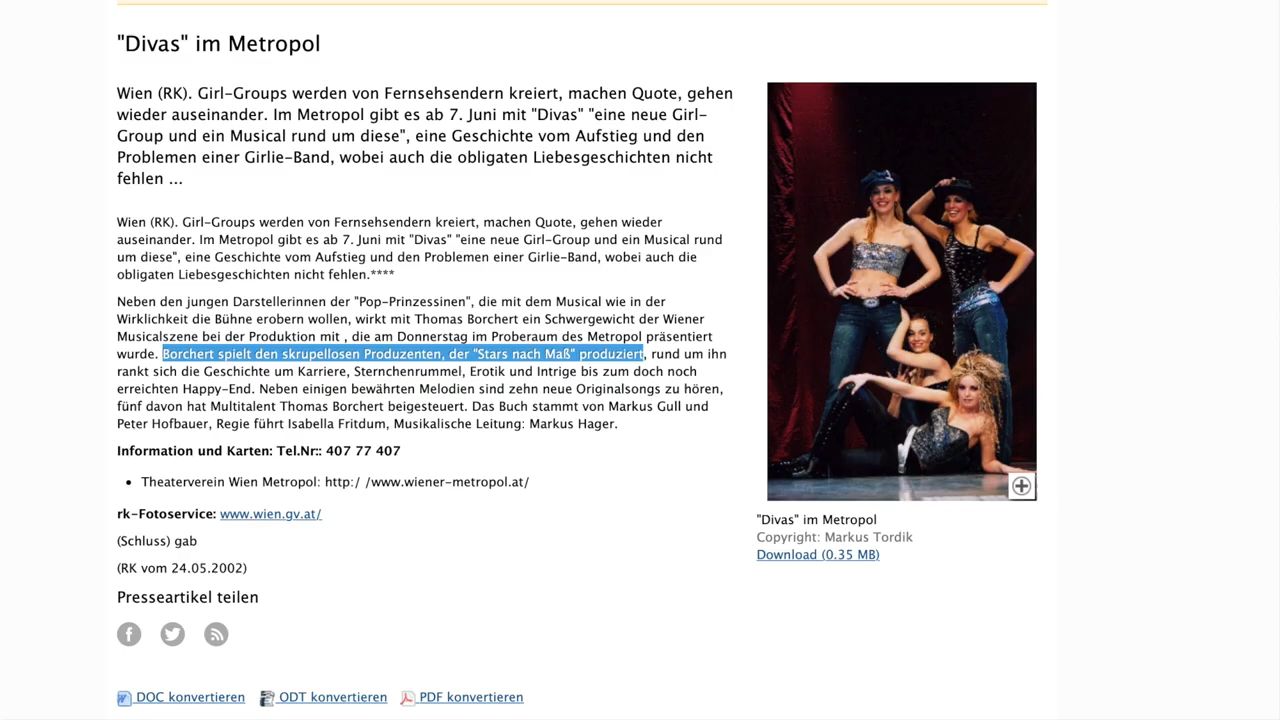 "Divas" im Metropol
Wien (RK). Girl-Groups werden von Fernsehsendern kreiert, machen Quote, gehen
wieder auseinander. Im Metropol gibt es ab 7. Juni mit "Divas" "eine neue Girl-
Group und ein Musical rund um diese", eine Geschichte vom Aufstieg und den
Problemen einer Girlie-Band, wobei auch die obligaten Liebesgeschichten nicht
fehlen ...
Wien (RK). Girl-Groups werden von Fernsehsendern kreiert, machen Quote, gehen wieder
auseinander. Im Metropol gibt es ab 7. Juni mit "Divas" "eine neue Girl-Group und ein Musical rund
um diese", eine Geschichte vom Aufstieg und den Problemen einer Girlie-Band, wobei auch die
obligaten Liebesgeschichten nicht fehlen.****
Neben den jungen Darstellerinnen der "Pop-Prinzessinen", die mit dem Musical wie in der
Wirklichkeit die Bühne erobern wollen, wirkt mit Thomas Borchert ein Schwergewicht der Wiener
Musicalszene bei der Produktion mit , die am Donnerstag im Proberaum des Metropol präsentiert
wurde. Borchert spielt den skrupellosen Produzenten, der "Stars nach Maß" produziert, rund um ihn
rankt sich die Geschichte um Karriere, Sternchenrummel, Erotik und Intrige bis zum doch noch
erreichten Happy-End. Neben einigen bewährten Melodien sind zehn neue Originalsongs zu hören,
fünf davon hat Multitalent Thomas Borchert beigesteuert. Das Buch stammt von Markus Gull und
Peter Hofbauer, Regie führt Isabella Fritdum, Musikalische Leitung: Markus Hager.
Information und Karten: Tel.Nr:: 407 77 407
• Theaterverein Wien Metropol: http:/ /www.wiener-metropol.at/
rk-Fotoservice: www.wien.gv.at/
(Schluss) gab
(RK vom 24.05.2002)
Presseartikel teilen
DOC konvertieren ODT konvertieren PDF konvertieren
"Divas" im Metropol
Copyright: Markus Tordik
Download (0.35 MB)